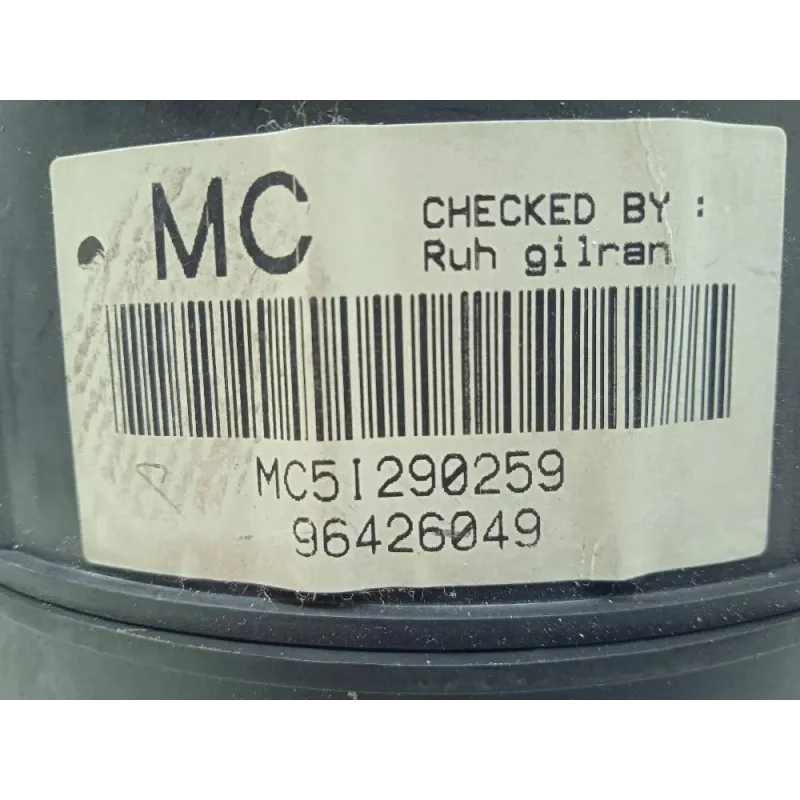 MC
CHECKED BY :
Ruh gilran
MC5I290259
96426049